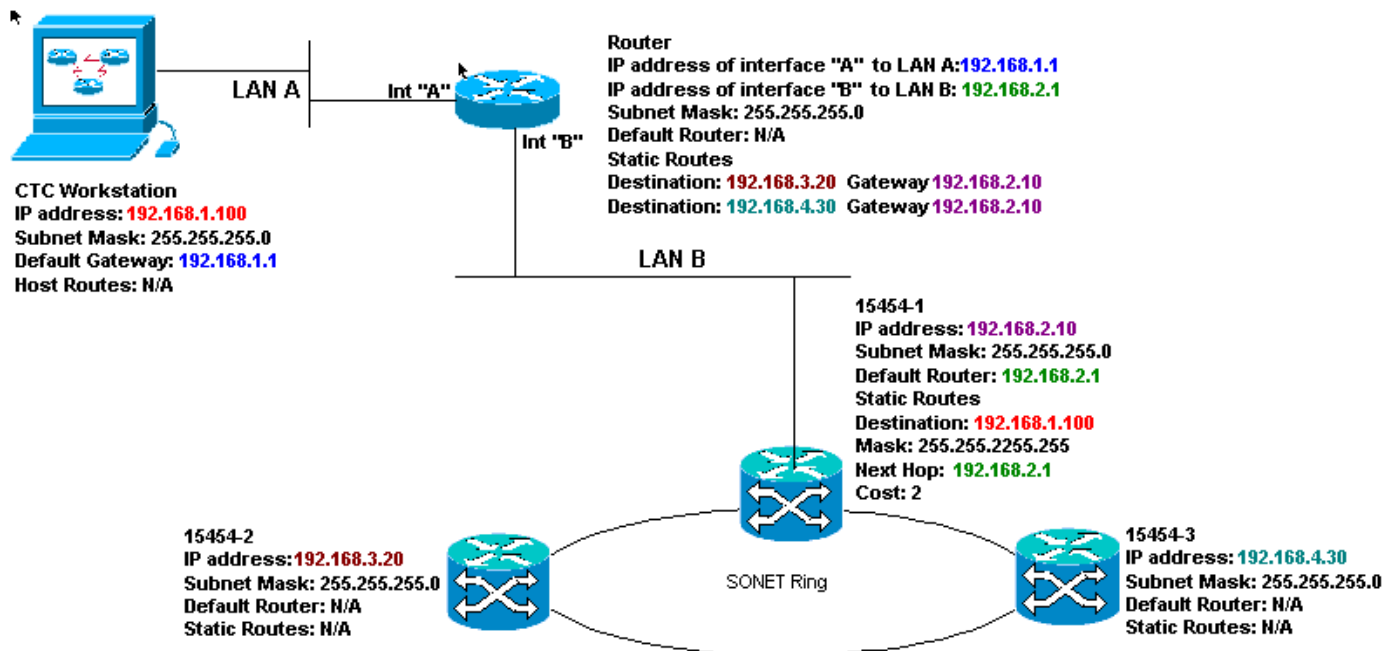 Router
IP address of interface "A" to LAN A:192.168.1.1
IP address of interface "B" to LAN B: 192.168.2.1
Subnet Mask: 255.255.255.0
Default Router: N/A
Static Routes
Destination: 192.168.3.20 Gateway 192.168.2.10
Destination: 192.168.4.30 Gateway 192.168.2.10
LAN A
Int "A"
Int "B"
CTC Workstation
IP address: 192.168.1.100
Subnet Mask: 255.255.255.0
Default Gateway: 192.168.1.1
Host Routes: N/A
LAN B
15454-1
IP address: 192.168.2.10
Subnet Mask: 255.255.255.0
Default Router: 192.168.2.1
Static Routes
Destination: 192.168.1.100
Mask: 255.255.2255.255
Next Hop: 192.168.2.1
Cost: 2
15454-2
IP address:192.168.3.20
Subnet Mask: 255.255.255.0
Default Router: N/A
Static Routes: N/A
SONET Ring
15454-3
IP address: 192.168.4.30
Subnet Mask: 255.255.255.0
Default Router: N/A
Static Routes: N/A